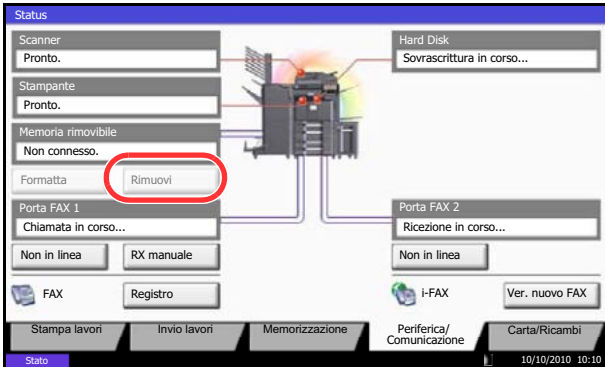 Status
Scanner
Pronto.
Hard Disk
Sovrascrittura in corso...
Stampante
Pronto.
Memoria rimovibile
Non connesso.
Formatta
Rimuovi
Porta FAX 1
Chiamata in corso...
Porta FAX 2
Ricezione in corso...
Non in linea
RX manuale
Non in linea
FAX
Registro
i-FAX
Ver. nuovo FAX
Stampa lavori
Invio lavori
Memorizzazione
Periferica/
Comunicazione
Carta/Ricambi
Stato
10/10/2010 10:10